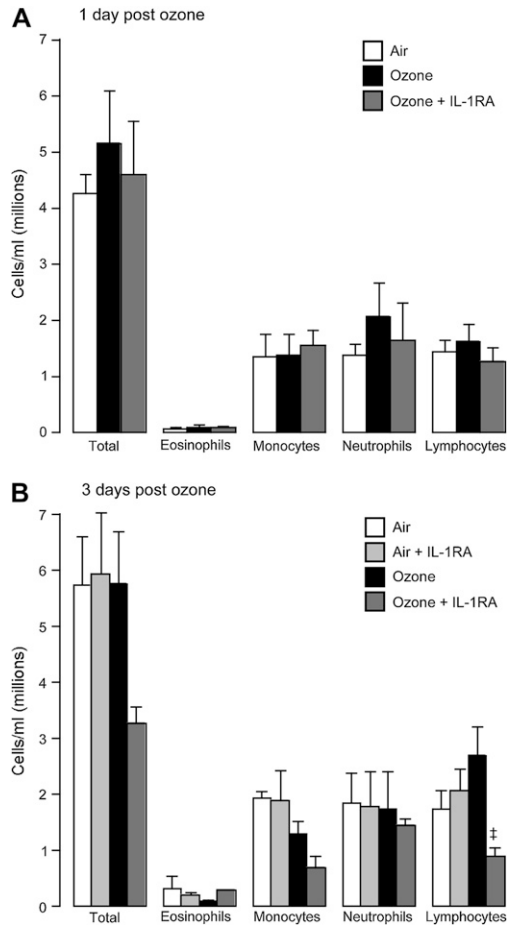 A 1 day post ozone
7
6
5
4
3
2
1
0
Cells/ml (millions)
Air
Ozone
Ozone + IL-1RA
Total Eosinophils Monocytes Neutrophils Lymphocytes
B 3 days post ozone
7
6
5
4
3
2
1
0
Cells/ml (millions)
Air
Air + IL-1RA
Ozone
Ozone + IL-1RA
‡
Total Eosinophils Monocytes Neutrophils Lymphocytes